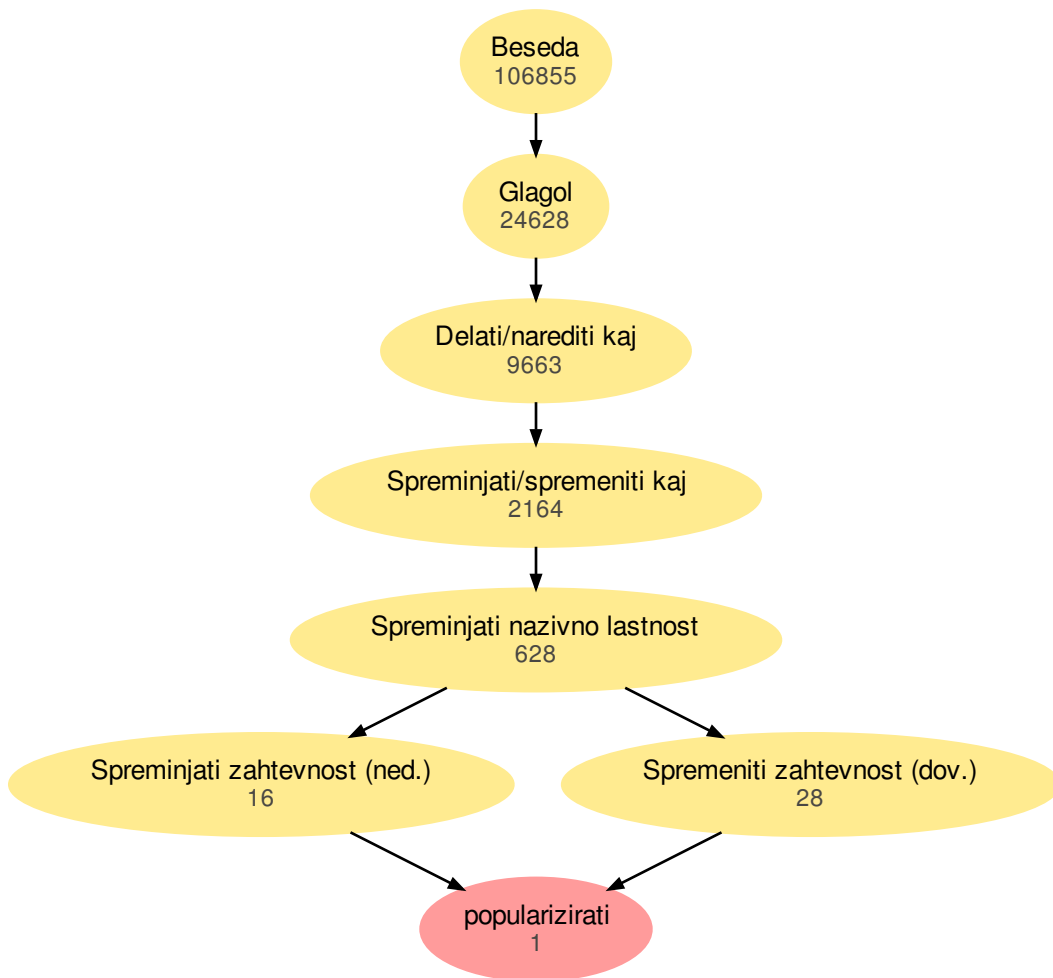 Beseda
106855
Glagol
24628
Delati/narediti kaj
9663
Spreminjati/spremeniti kaj
2164
Spreminjati nazivno lastnost
628
Spreminjati zahtevnost (ned.)
16
Spremeniti zahtevnost (dov.)
28
popularizirati
1